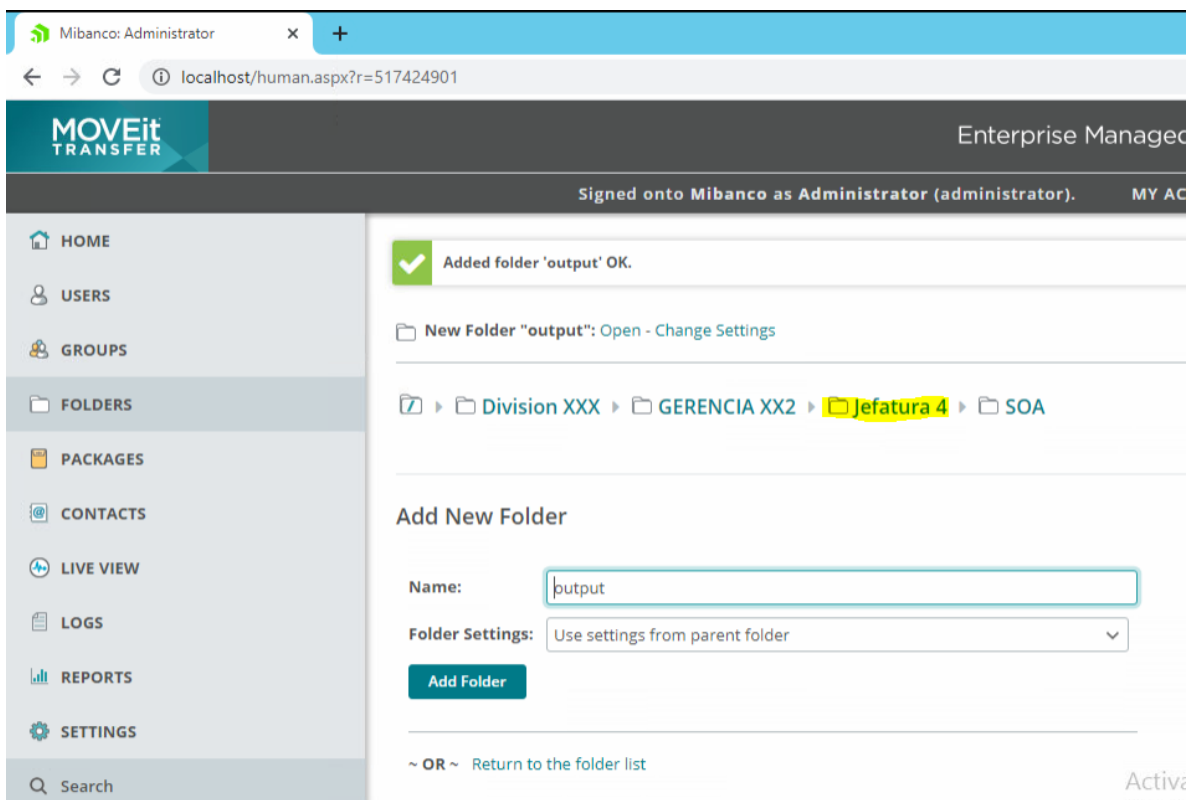 Mibanco: Administrator
localhost/human.aspx?r=517424901
MOVEit
TRANSFER
Enterprise Managed
Signed onto Mibanco as Administrator (administrator).
MY AC
HOME
USERS
GROUPS
FOLDERS
PACKAGES
CONTACTS
LIVE VIEW
LOGS
REPORTS
SETTINGS
Search
Added folder 'output' OK.
New Folder "output": Open - Change Settings
Division XXX GERENCIA XX2 Jefatura 4 SOA
Add New Folder
Name: output
Folder Settings: Use settings from parent folder
Add Folder
~ OR ~ Return to the folder list
Activa